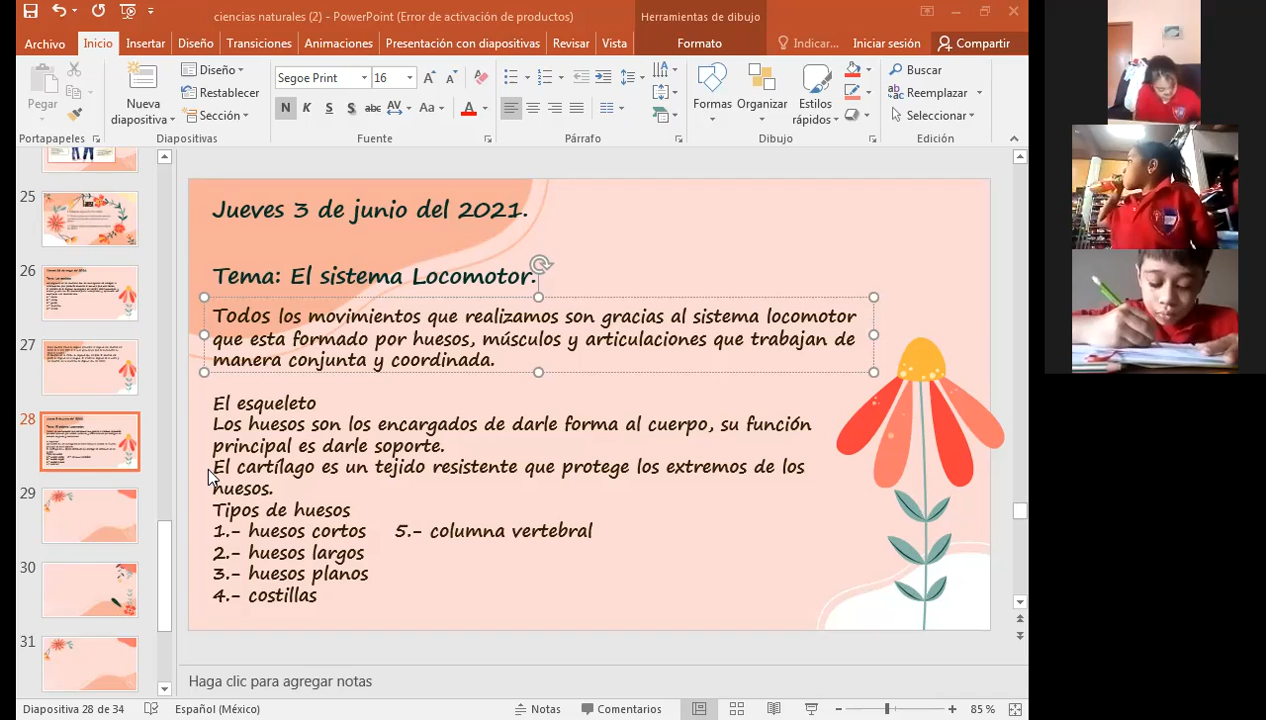 ciencias naturales (2) - PowerPoint (Error de activación de productos)
Herramientas de dibujo
Archivo Inicio Insertar Diseño Transiciones Animaciones Presentación con diapositivas Revisar Vista Formato Indicar... Iniciar sesión Compartir
Pegar
Nueva diapositiva
Diseño
Restablecer
Sección
Segoe Print 16
N K S S abc AV Aa A
Formas Organizar Estilos rápidos
Buscar
Reemplazar
Seleccionar
Portapapeles Diapositivas Fuente Párrafo Dibujo Edición
25
26
27
28
29
30
31
Jueves 3 de junio del 2021.
Tema: El sistema Locomotor.
Todos los movimientos que realizamos son gracias al sistema locomotor
que esta formado por huesos, músculos y articulaciones que trabajan de
manera conjunta y coordinada.
El esqueleto
Los huesos son los encargados de darle forma al cuerpo, su función
principal es darle soporte.
El cartílago es un tejido resistente que protege los extremos de los
huesos.
Tipos de huesos
1.- huesos cortos 5.- columna vertebral
2.- huesos largos
3.- huesos planos
4.- costillas
Haga clic para agregar notas
Diapositiva 28 de 34 Español (México) Notas Comentarios 85 %